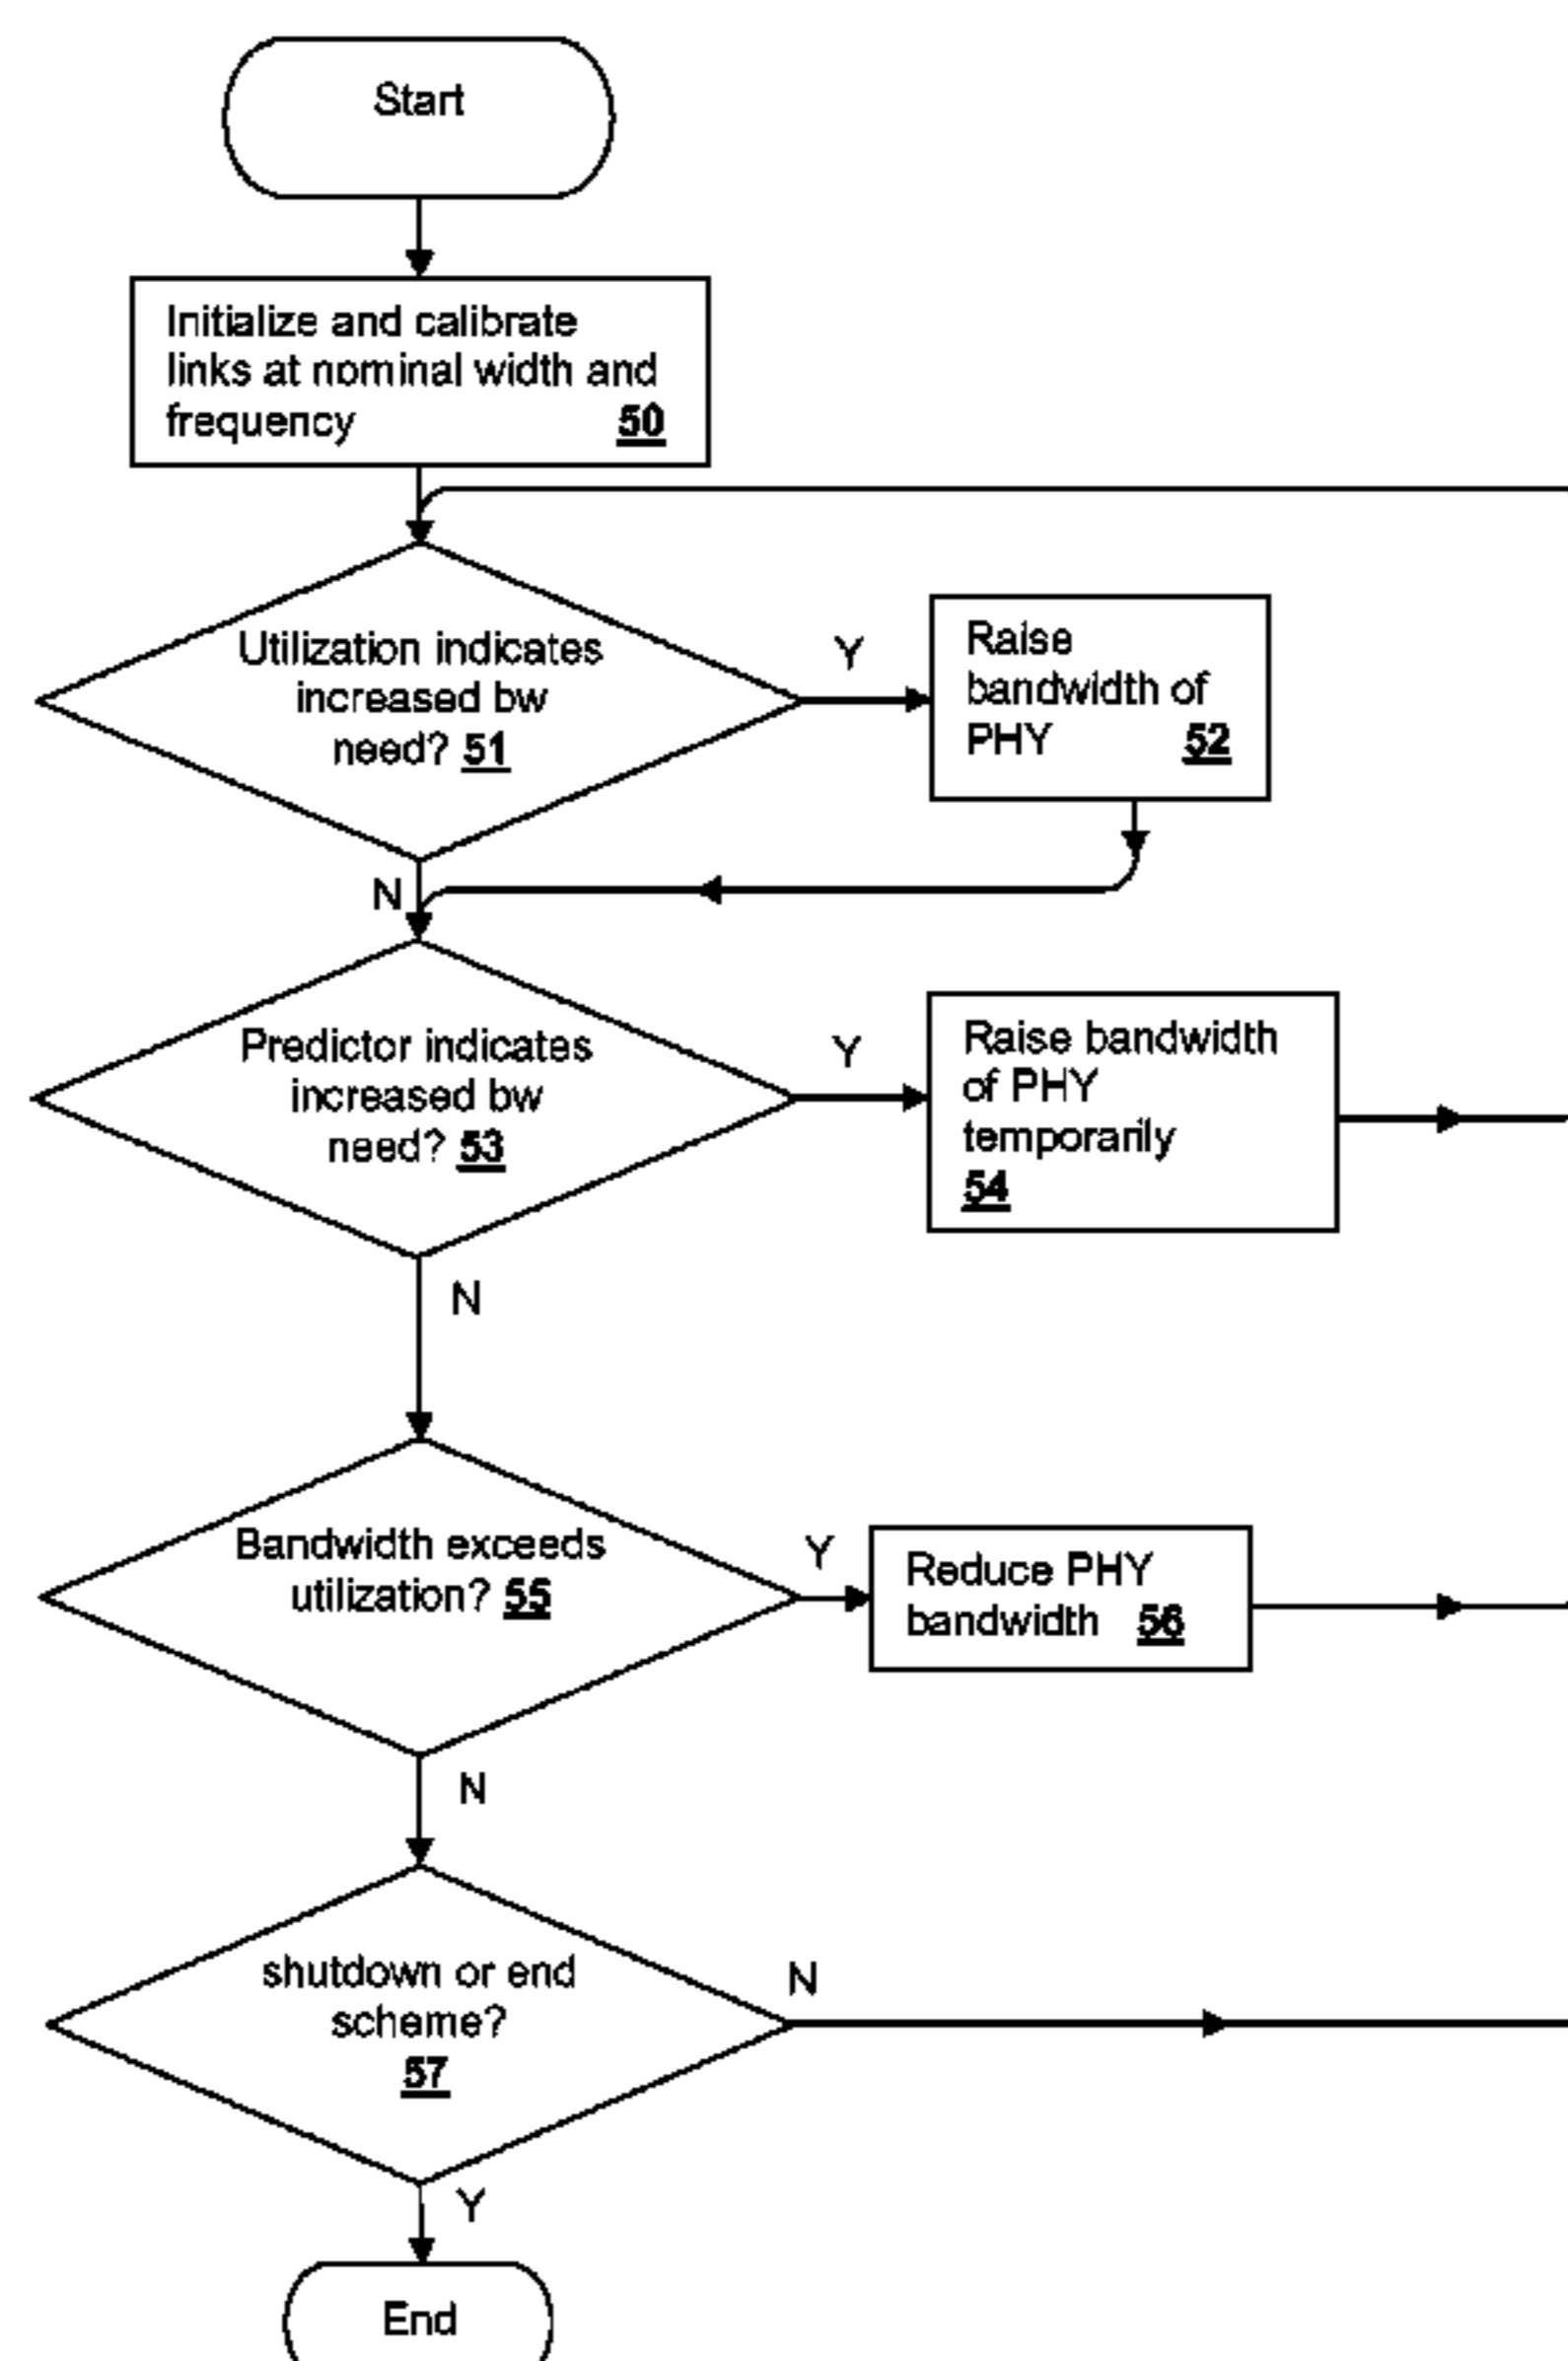 Start
Initialize and calibrate
links at nominal width and
frequency 50
Utilization indicates
increased bw
need? 51
Y
Raise
bandwidth of
PHY 52
N
Predictor indicates
increased bw
need? 53
Y
Raise bandwidth
of PHY
temporarily
54
N
Bandwidth exceeds
utilization? 55
Y
Reduce PHY
bandwidth 56
N
shutdown or end
scheme?
57
N
Y
End